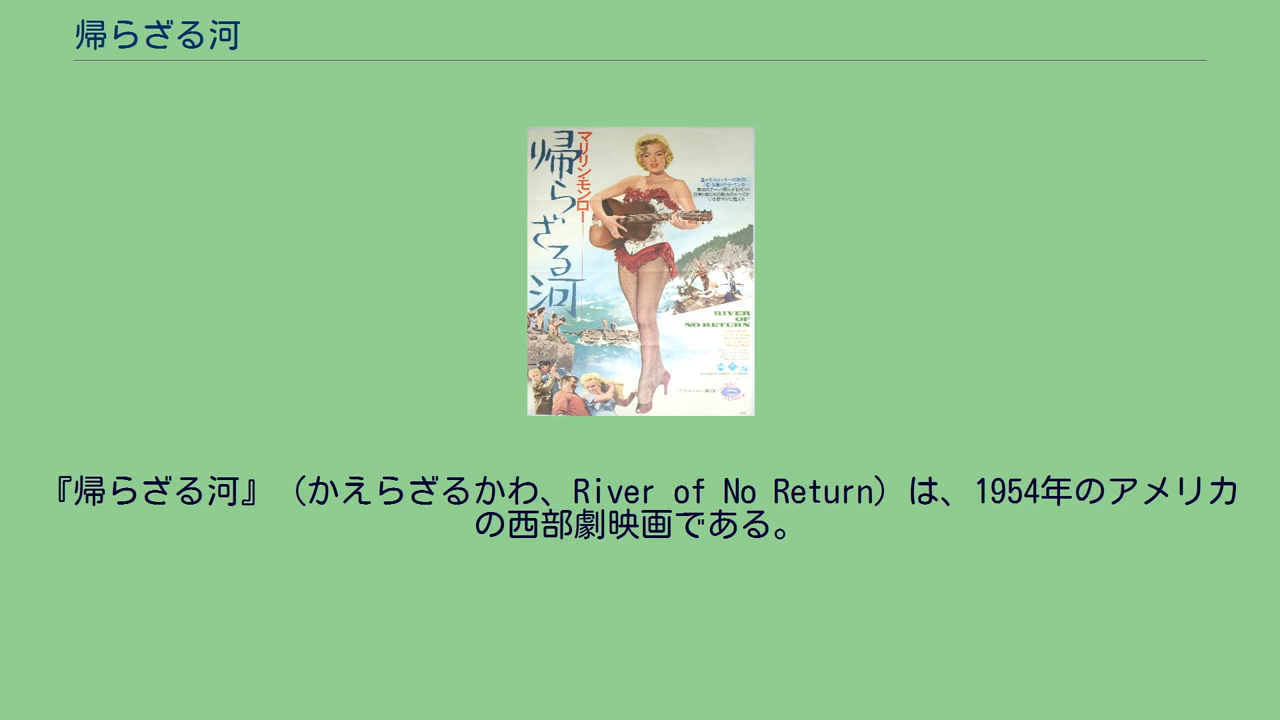 帰らざる河
マリリン・モンロー
帰らざる河
RIVER
OF
NO RETURN
『帰らざる河』（かえらざるかわ、River of No Return）は、1954年のアメリカ
の西部劇映画である。